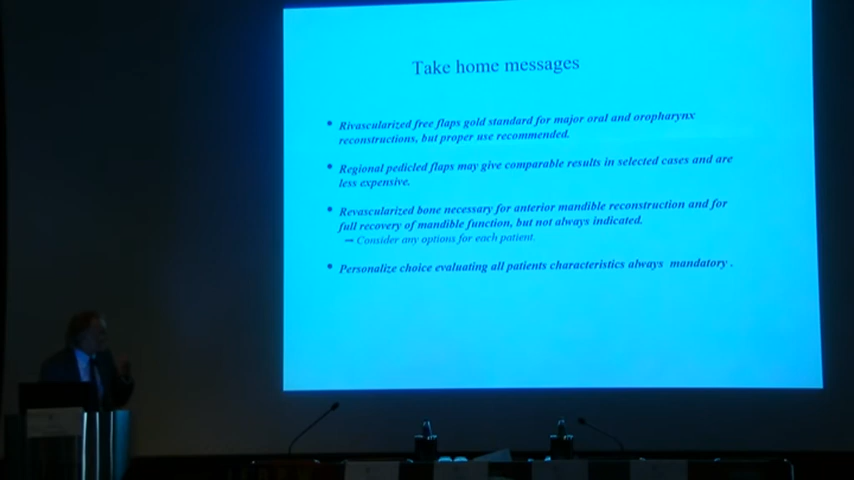 Take home messages
• Rivascularized free flaps gold standard for major oral and oropharynx
reconstructions, but proper use recommended.
• Regional pedicled flaps may give comparable results in selected cases and are
less expensive.
• Revascularized bone necessary for anterior mandible reconstruction and for
full recovery of mandible function, but not always indicated.
– Consider any options for each patient.
• Personalize choice evaluating all patients characteristics always mandatory .